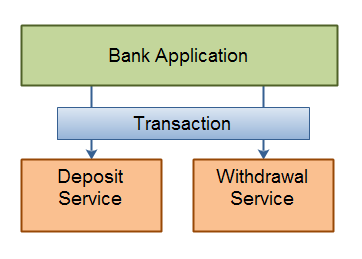 Bank Application
Transaction
Deposit
Service
Withdrawal
Service